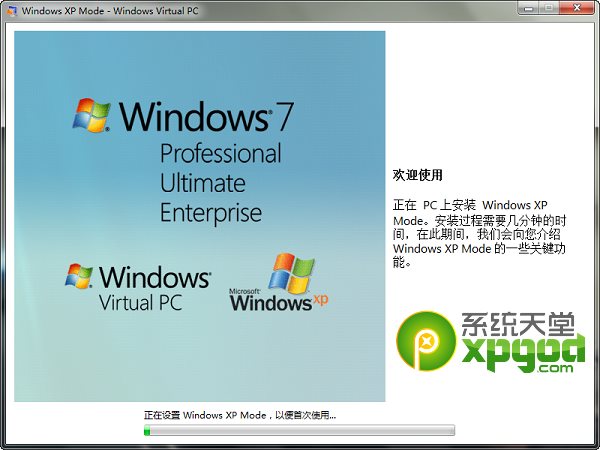 Windows XP Mode - Windows Virtual PC
Windows 7
Professional
Ultimate
Enterprise
Windows
Virtual PC
Microsoft
Windows xp
欢迎使用
正在 PC 上安装 Windows XP
Mode。安装过程需要几分钟的时
间，在此期间，我们会向您介绍
Windows XP Mode 的一些关键功
能。
系统天堂
xpgod
.com
正在设置 Windows XP Mode，以便首次使用...